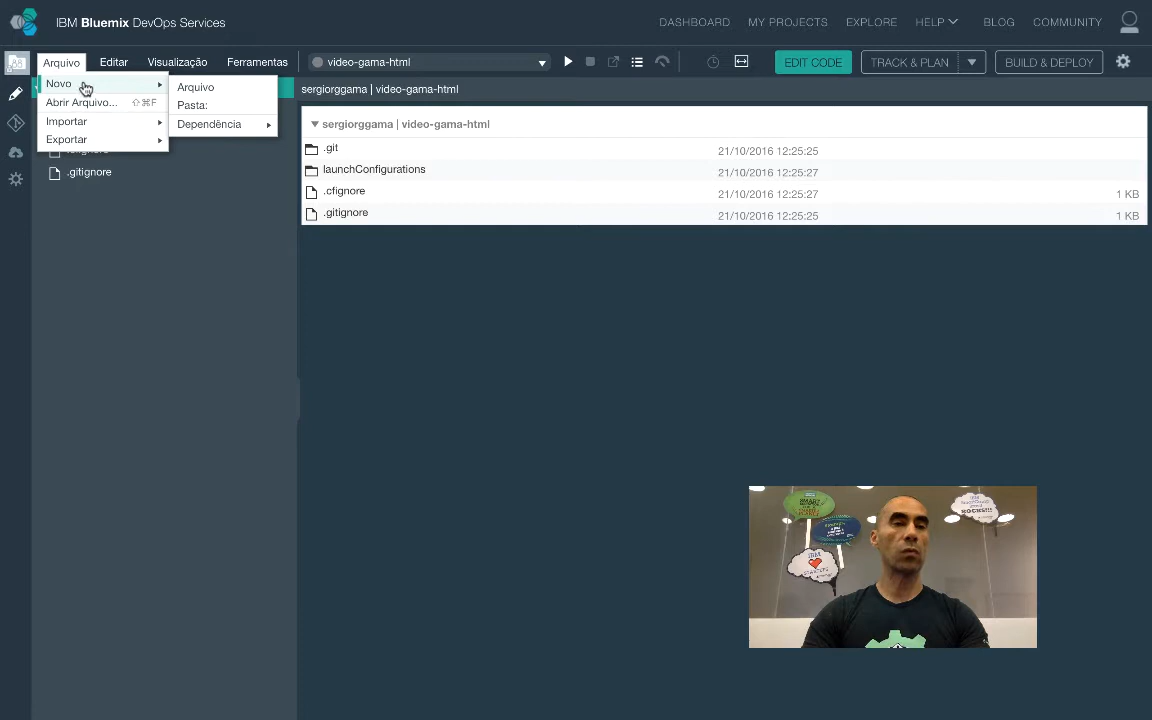 IBM Bluemix DevOps Services
DASHBOARD MY PROJECTS EXPLORE HELP BLOG COMMUNITY
Arquivo Editar Visualização Ferramentas
video-gama-html
EDIT CODE TRACK & PLAN BUILD & DEPLOY
Novo
Abrir Arquivo... ⇧⌘F
Importar
Exportar
Arquivo
Pasta:
Dependência
.gitignore
sergiorggama | video-gama-html
sergiorggama | video-gama-html
.git 21/10/2016 12:25:25
launchConfigurations 21/10/2016 12:25:27
.cfignore 21/10/2016 12:25:27 1 KB
.gitignore 21/10/2016 12:25:25 1 KB
IBM
ROCKS!!!